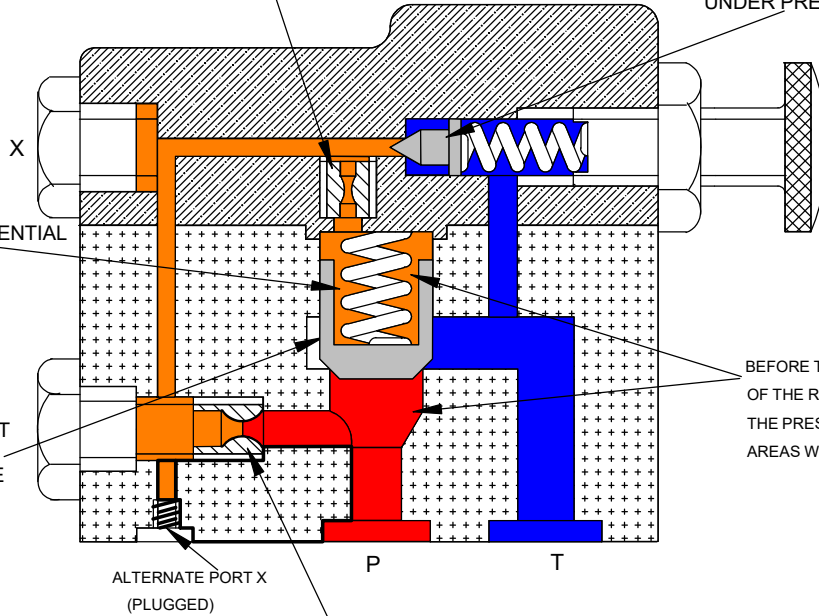 UNDER PRE
X
ENTIAL
BEFORE T
OF THE R
THE PRES
AREAS W
T
E
ALTERNATE PORT X
(PLUGGED)
P
T